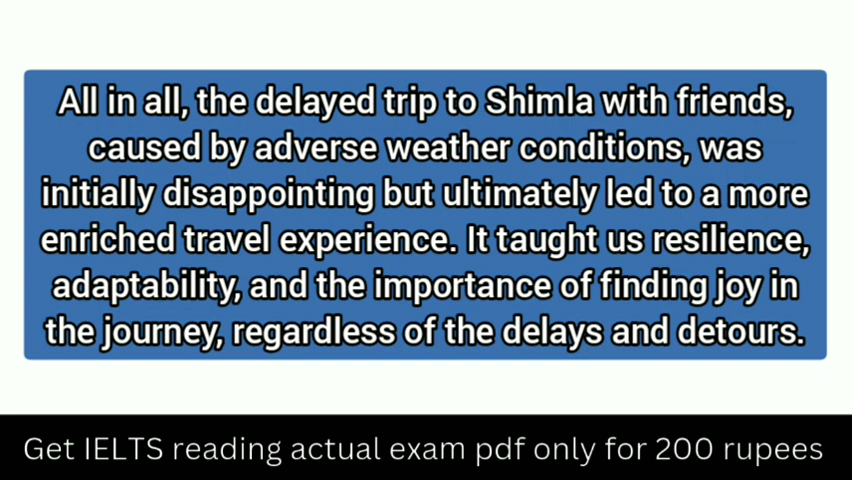 All in all, the delayed trip to Shimla with friends,
caused by adverse weather conditions, was
initially disappointing but ultimately led to a more
enriched travel experience. It taught us resilience,
adaptability, and the importance of finding joy in
the journey, regardless of the delays and detours.
Get IELTS reading actual exam pdf only for 200 rupees